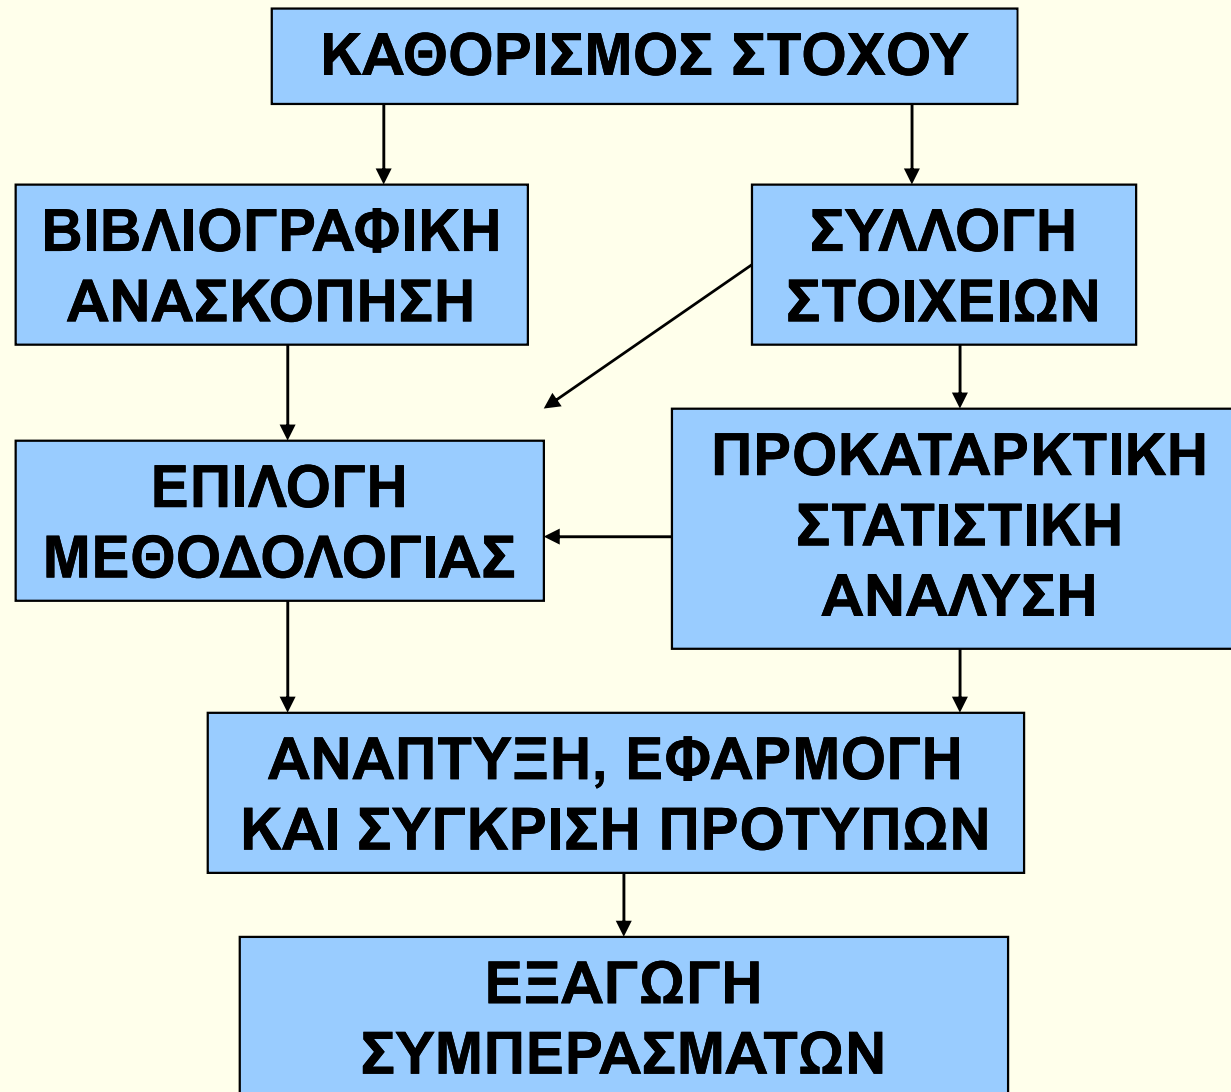 ΚΑΘΟΡΙΣΜΟΣ ΣΤΟΧΟΥ
ΒΙΒΛΙΟΓΡΑΦΙΚΗ
ΑΝΑΣΚΟΠΗΣΗ
ΣΥΛΛΟΓΗ
ΣΤΟΙΧΕΙΩΝ
ΕΠΙΛΟΓΗ
ΜΕΘΟΔΟΛΟΓΙΑΣ
ΠΡΟΚΑΤΑΡΚΤΙΚΗ
ΣΤΑΤΙΣΤΙΚΗ
ΑΝΑΛΥΣΗ
ΑΝΑΠΤΥΞΗ, ΕΦΑΡΜΟΓΗ
ΚΑΙ ΣΥΓΚΡΙΣΗ ΠΡΟΤΥΠΩΝ
ΕΞΑΓΩΓΗ
ΣΥΜΠΕΡΑΣΜΑΤΩΝ